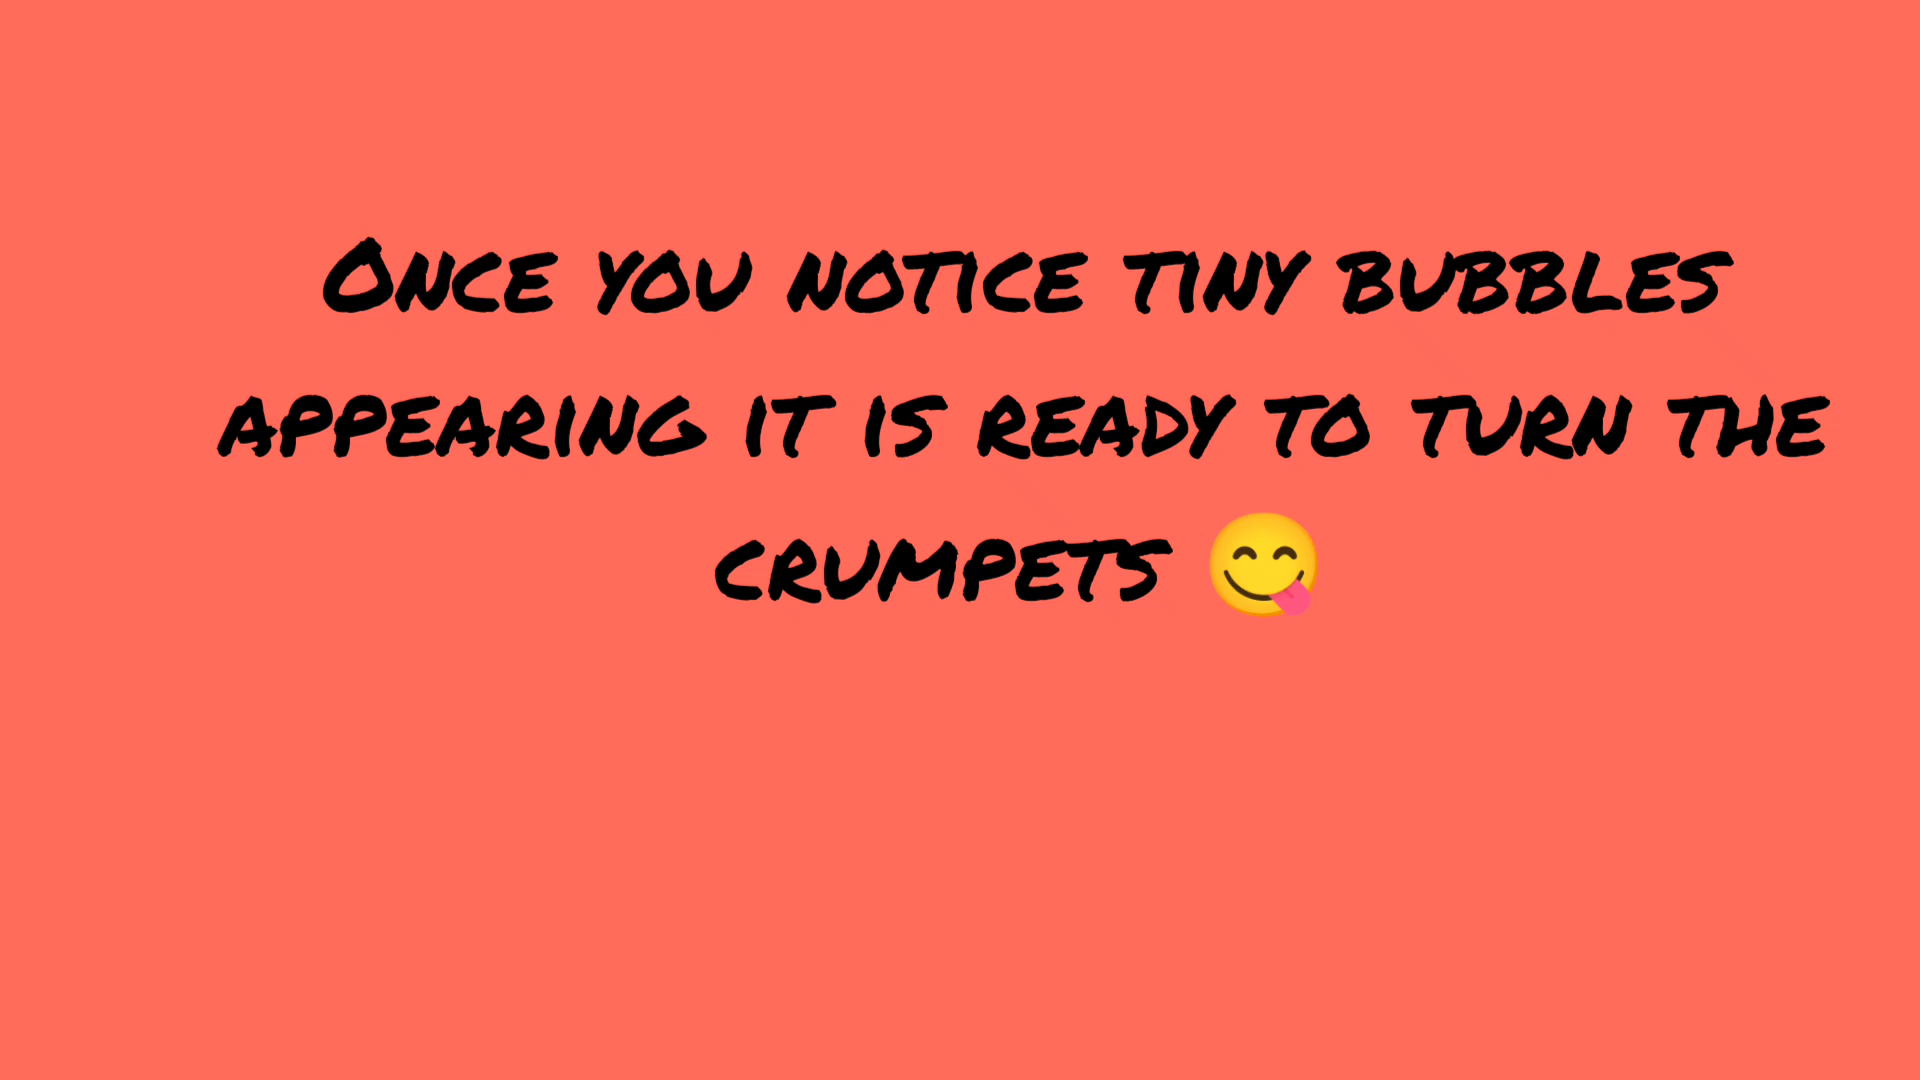 Once you notice tiny bubbles
appearing it is ready to turn the
crumpets 😋